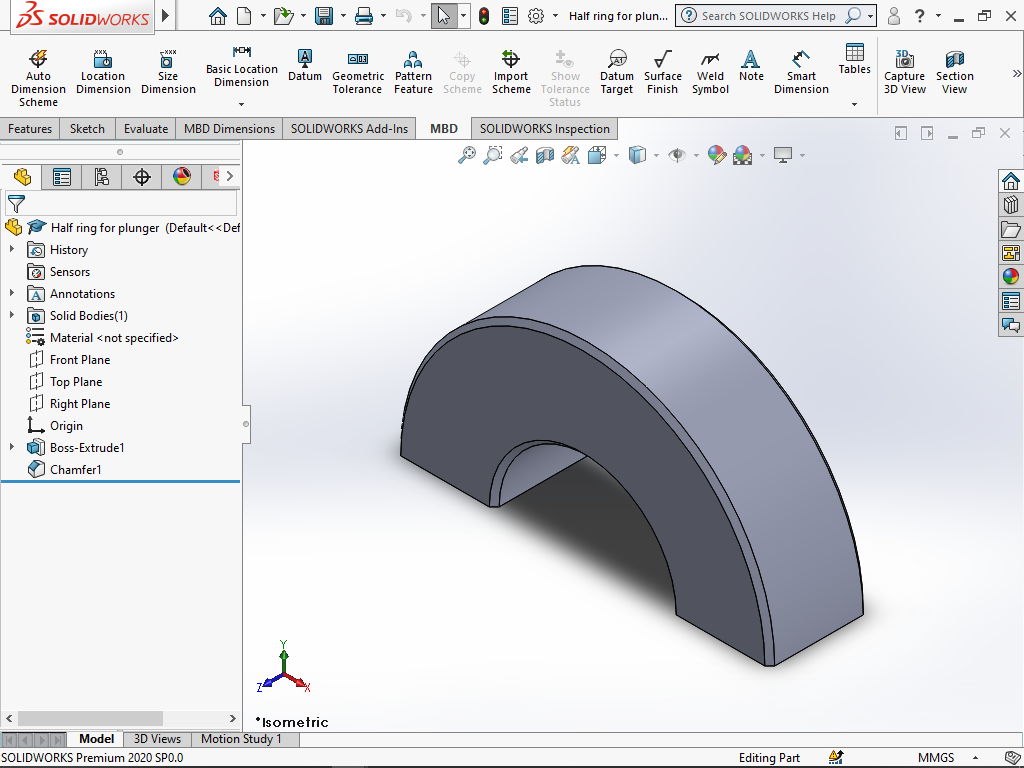 SOLIDWORKS
Half ring for plun...
Search SOLIDWORKS Help
Auto Dimension Scheme
Location Dimension
Size Dimension
Basic Location Dimension
Datum
Geometric Tolerance
Pattern Feature
Copy Scheme
Import Scheme
Show Tolerance Status
Datum Target
Surface Finish
Weld Symbol
Note
Smart Dimension
Tables
Capture 3D View
Section View
Features
Sketch
Evaluate
MBD Dimensions
SOLIDWORKS Add-Ins
MBD
SOLIDWORKS Inspection
Half ring for plunger (Default<<Def
History
Sensors
Annotations
Solid Bodies(1)
Material <not specified>
Front Plane
Top Plane
Right Plane
Origin
Boss-Extrude1
Chamfer1
Y
Z
X
*Isometric
Model
3D Views
Motion Study 1
SOLIDWORKS Premium 2020 SP0.0
Editing Part
MMGS